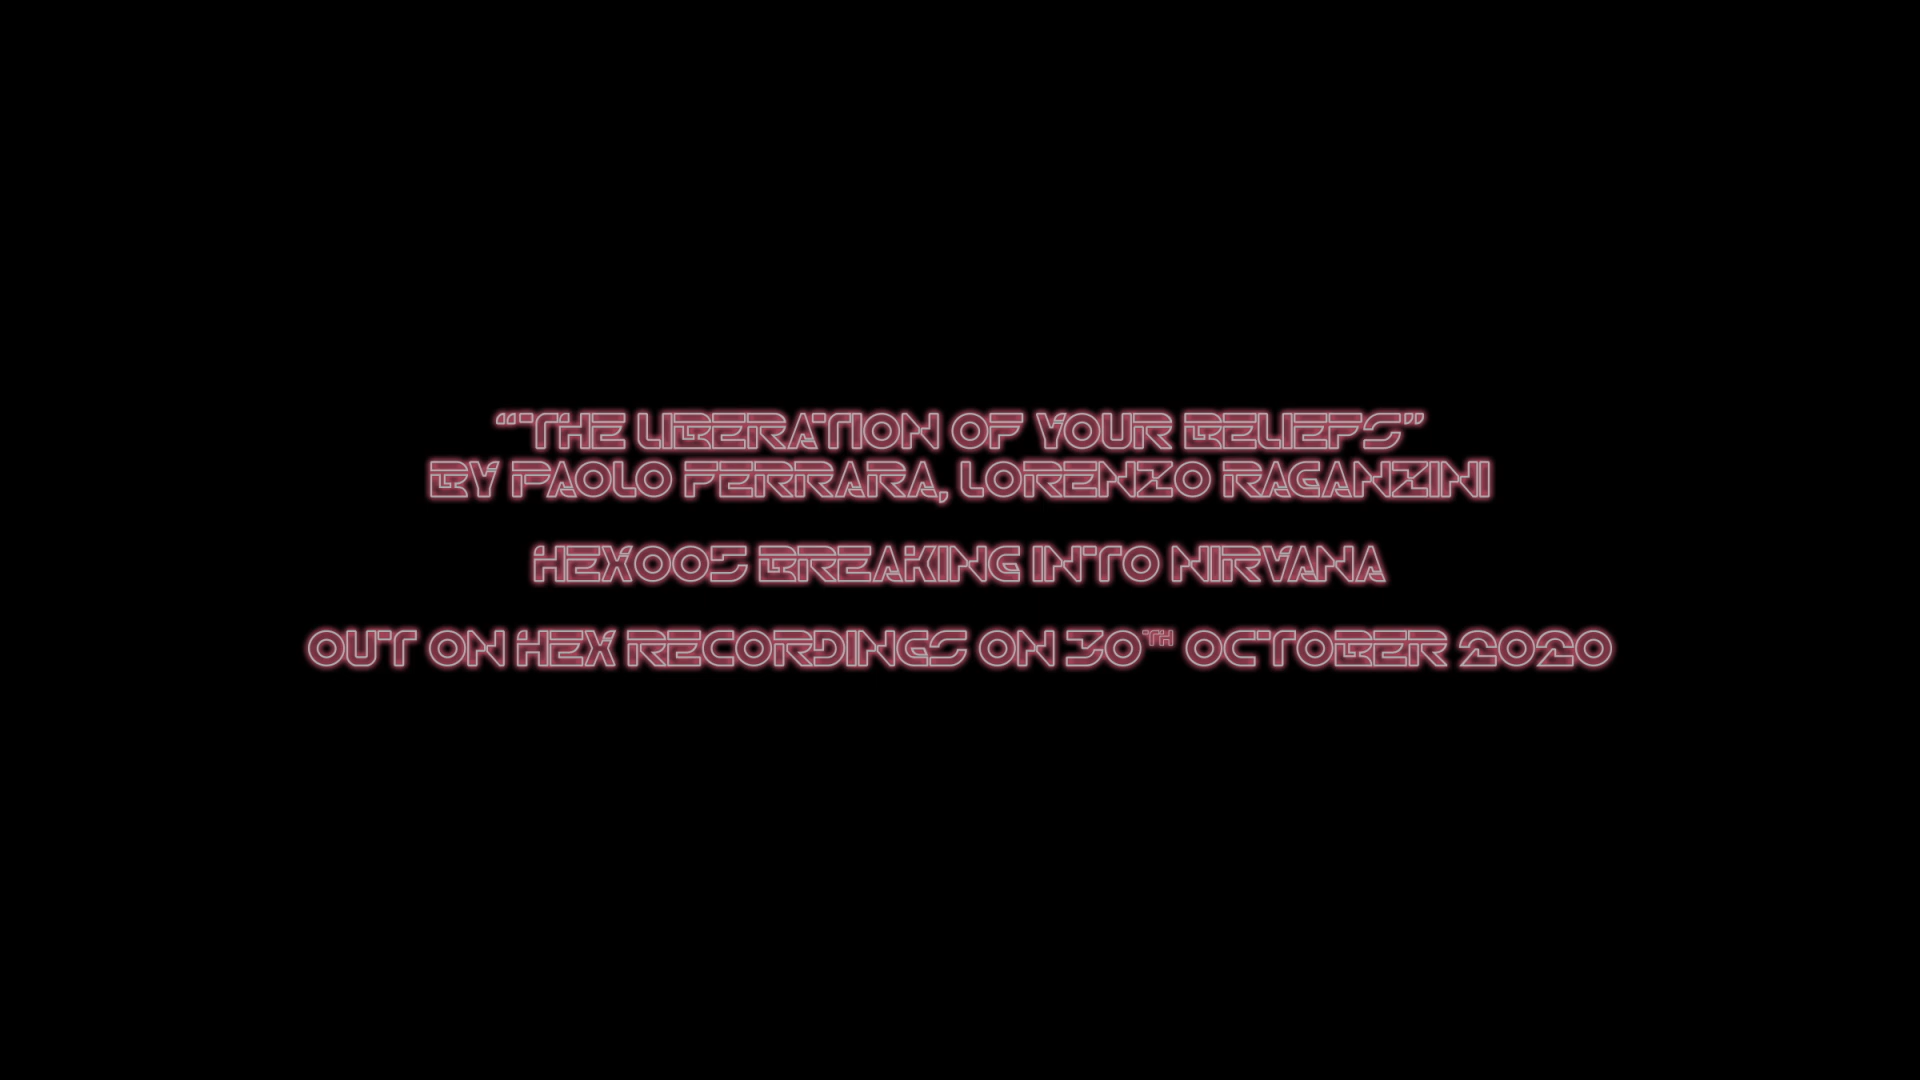 “THE LIBERATION OF YOUR BELIEFS”
BY PAOLO FERRARA, LORENZO RAGANZINI
HEX005 BREAKING INTO NIRVANA
OUT ON HEX RECORDINGS ON 30TH OCTOBER 2020